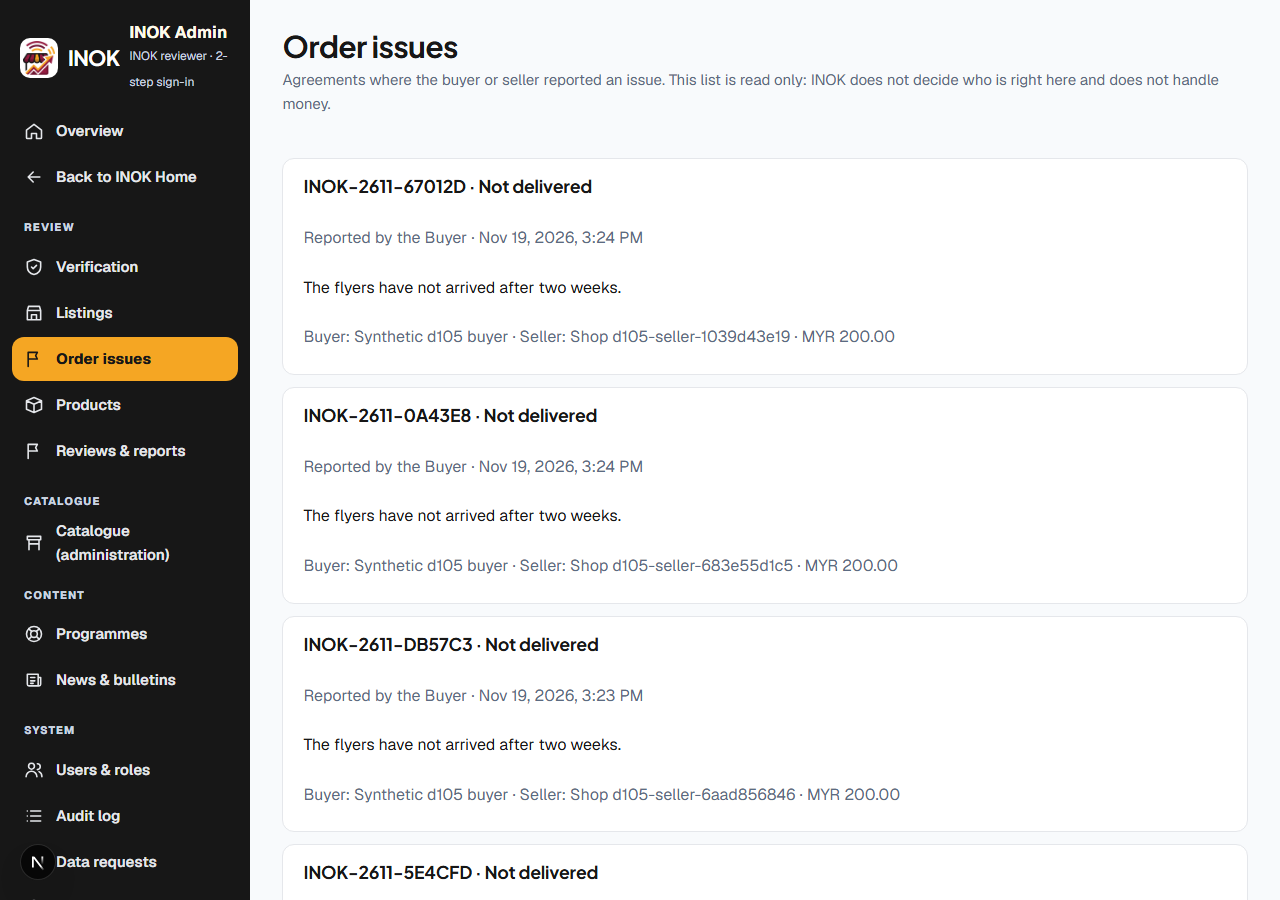 INOK
INOK Admin
INOK reviewer · 2-
step sign-in
Overview
Back to INOK Home
REVIEW
Verification
Listings
Order issues
Products
Reviews & reports
CATALOGUE
Catalogue
(administration)
CONTENT
Programmes
News & bulletins
SYSTEM
Users & roles
Audit log
N
Data requests
Order issues
Agreements where the buyer or seller reported an issue. This list is read only: INOK does not decide who is right here and does not handle
money.
INOK-2611-67012D · Not delivered
Reported by the Buyer · Nov 19, 2026, 3:24 PM
The flyers have not arrived after two weeks.
Buyer: Synthetic d105 buyer · Seller: Shop d105-seller-1039d43e19 · MYR 200.00
INOK-2611-0A43E8 · Not delivered
Reported by the Buyer · Nov 19, 2026, 3:24 PM
The flyers have not arrived after two weeks.
Buyer: Synthetic d105 buyer · Seller: Shop d105-seller-683e55d1c5 · MYR 200.00
INOK-2611-DB57C3 · Not delivered
Reported by the Buyer · Nov 19, 2026, 3:23 PM
The flyers have not arrived after two weeks.
Buyer: Synthetic d105 buyer · Seller: Shop d105-seller-6aad856846 · MYR 200.00
INOK-2611-5E4CFD · Not delivered